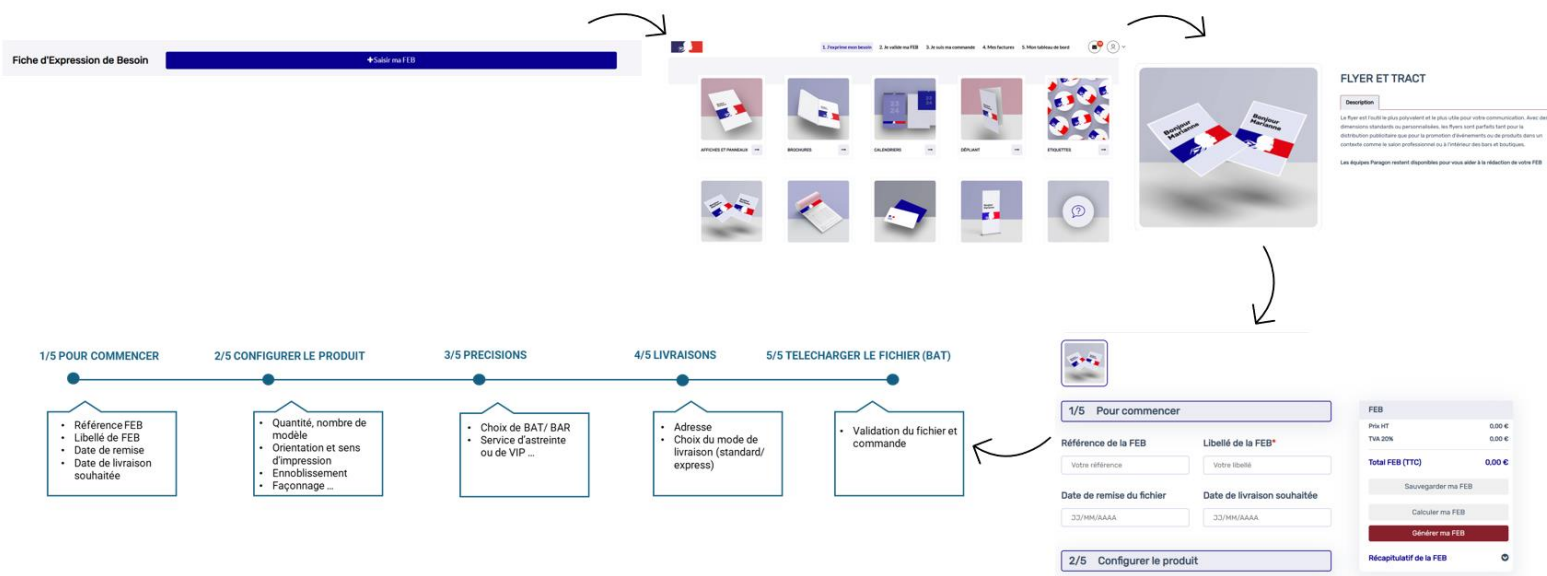 Fiche d'Expression de Besoin
+Saisir ma FEB
1. J'exprime mon besoin 2. Je valide ma FEB 3. Je suis ma commande 4. Mes factures 5. Mon tableau de bord
AFFICHES ET PANNEAUX
BROCHURES
CALENDRIERS
DÉPLIANT
ETIQUETTES
Bonjour
Marianne
Bonjour
Marianne
FLYER ET TRACT
Description
Le flyer est l'outil le plus polyvalent et le plus utile pour votre communication. Avec des
dimensions standards ou personnalisées, les flyers sont parfaits tant pour la
distribution publicitaire que pour la promotion d'événements ou de produits dans un
contexte comme le salon professionnel ou à l'intérieur des bars et boutiques.
Les équipes Paragon restent disponibles pour vous aider à la rédaction de votre FEB
1/5 POUR COMMENCER
• Référence FEB
• Libellé de FEB
• Date de remise
• Date de livraison
souhaitée
2/5 CONFIGURER LE PRODUIT
• Quantité, nombre de
modèle
• Orientation et sens
d'impression
• Ennoblissement
• Façonnage ...
3/5 PRECISIONS
• Choix de BAT/ BAR
• Service d'astreinte
ou de VIP ...
4/5 LIVRAISONS
• Adresse
• Choix du mode de
livraison (standard/
express)
5/5 TELECHARGER LE FICHIER (BAT)
• Validation du fichier et
commande
1/5 Pour commencer
Référence de la FEB
Votre référence
Libellé de la FEB*
Votre libellé
Date de remise du fichier
JJ/MM/AAAA
Date de livraison souhaitée
JJ/MM/AAAA
2/5 Configurer le produit
FEB
Prix HT 0,00 €
TVA 20% 0,00 €
Total FEB (TTC) 0,00 €
Sauvegarder ma FEB
Calculer ma FEB
Générer ma FEB
Récapitulatif de la FEB